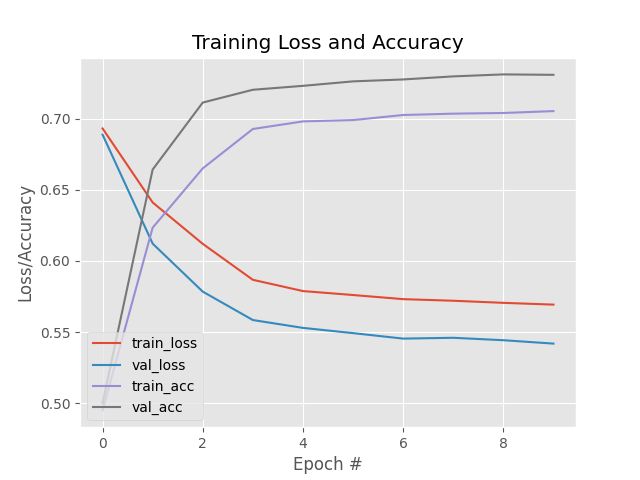 Training Loss and Accuracy
Loss/Accuracy
0.70
0.65
0.60
0.55
0.50
train_loss
val_loss
train_acc
val_acc
0 2 4 6 8
Epoch #